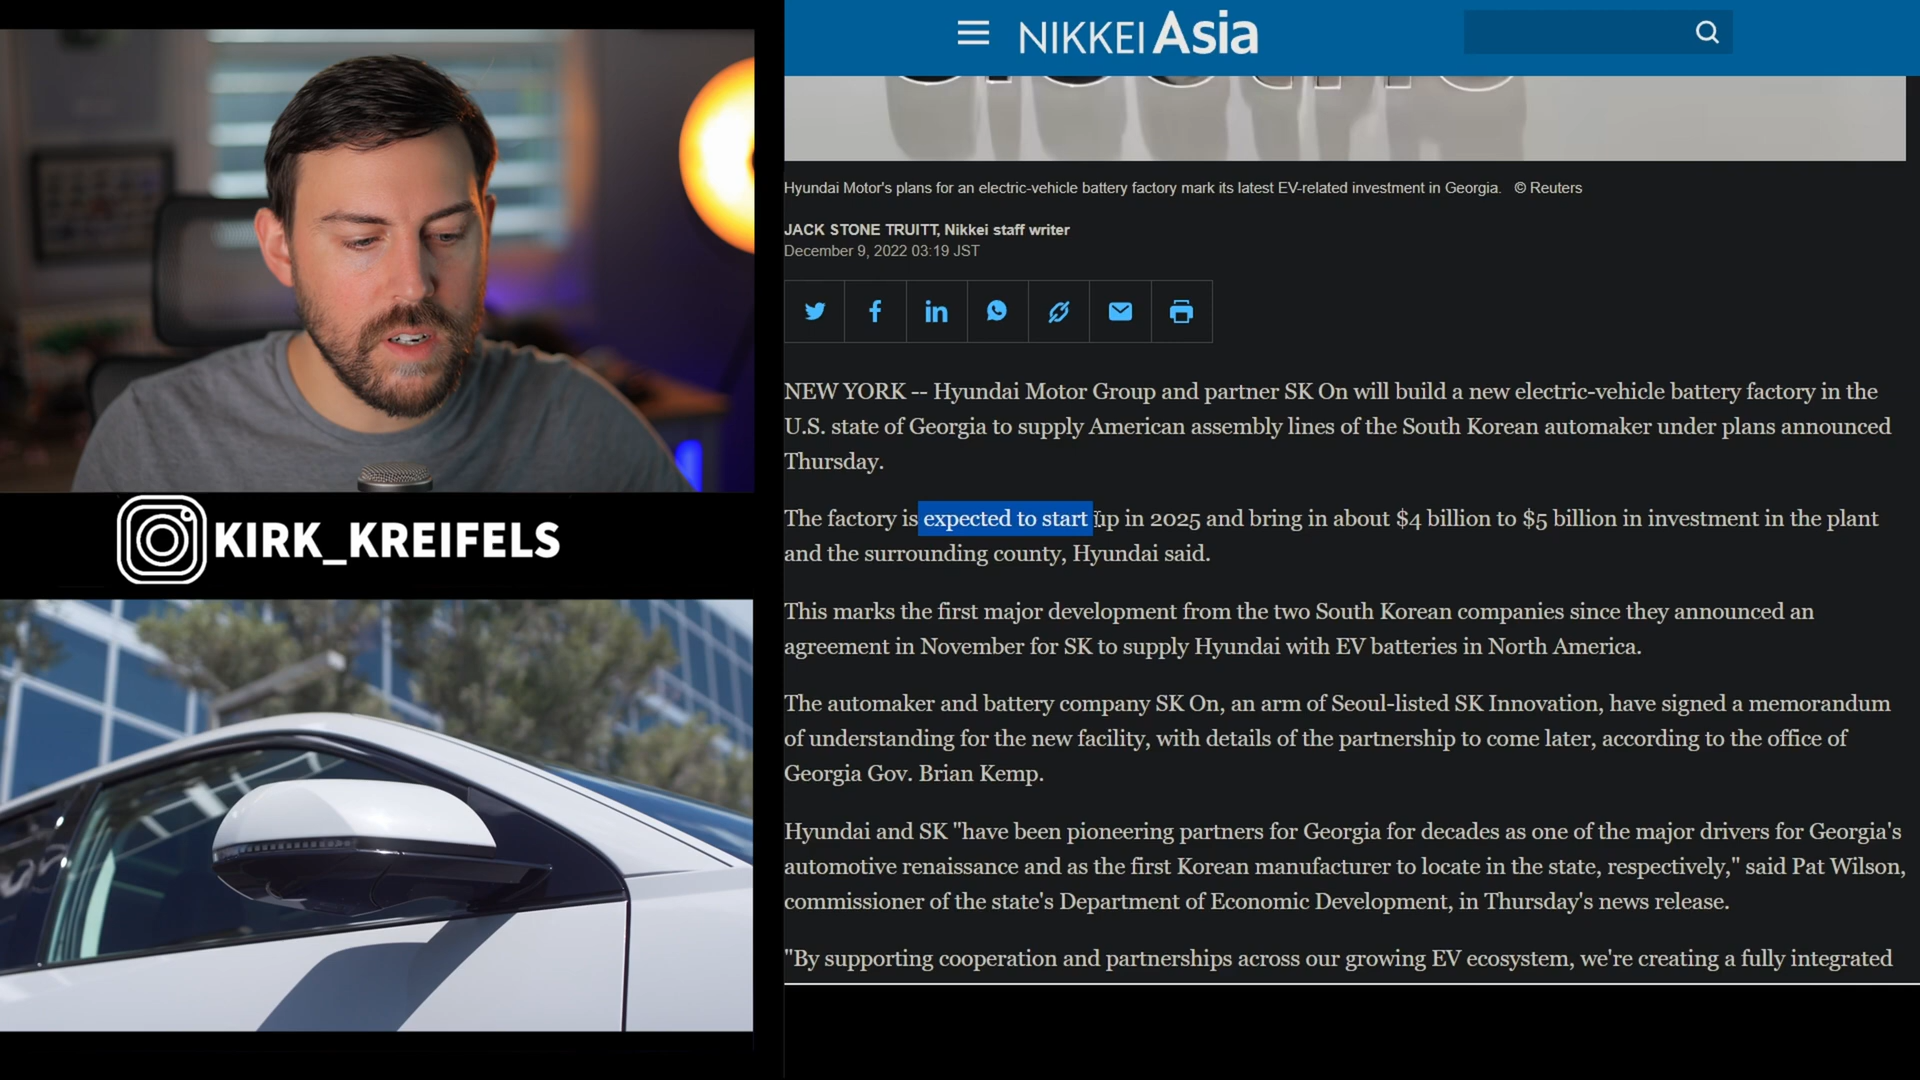 NIKKEI Asia
Hyundai Motor's plans for an electric-vehicle battery factory mark its latest EV-related investment in Georgia. © Reuters
JACK STONE TRUITT, Nikkei staff writer
December 9, 2022 03:19 JST
NEW YORK -- Hyundai Motor Group and partner SK On will build a new electric-vehicle battery factory in the
U.S. state of Georgia to supply American assembly lines of the South Korean automaker under plans announced
Thursday.
The factory is expected to start up in 2025 and bring in about $4 billion to $5 billion in investment in the plant
and the surrounding county, Hyundai said.
This marks the first major development from the two South Korean companies since they announced an
agreement in November for SK to supply Hyundai with EV batteries in North America.
The automaker and battery company SK On, an arm of Seoul-listed SK Innovation, have signed a memorandum
of understanding for the new facility, with details of the partnership to come later, according to the office of
Georgia Gov. Brian Kemp.
Hyundai and SK "have been pioneering partners for Georgia for decades as one of the major drivers for Georgia's
automotive renaissance and as the first Korean manufacturer to locate in the state, respectively," said Pat Wilson,
commissioner of the state's Department of Economic Development, in Thursday's news release.
"By supporting cooperation and partnerships across our growing EV ecosystem, we're creating a fully integrated
KIRK_KREIFELS